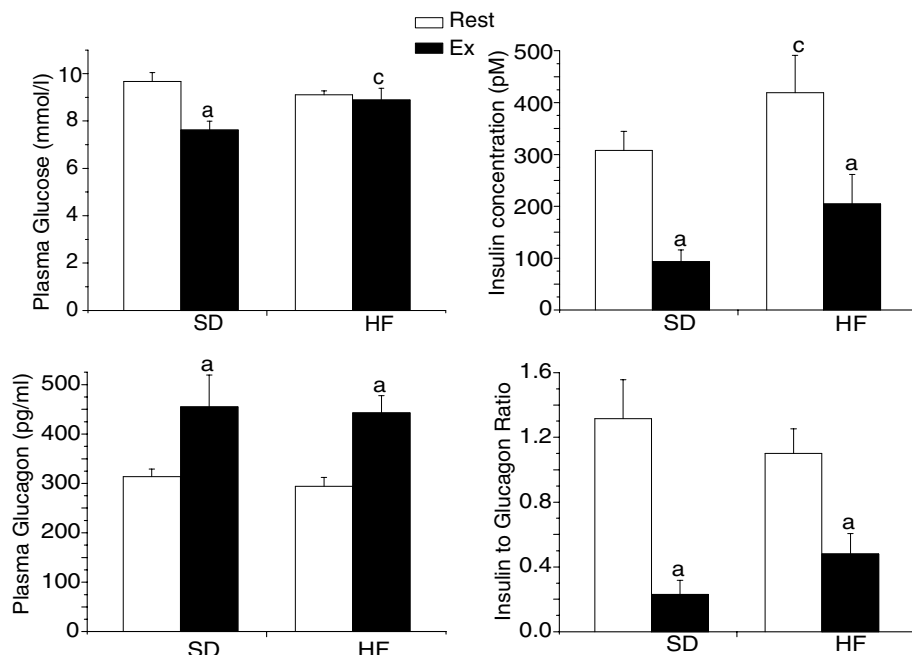 Rest
Ex
Plasma Glucose (mmol/l)
10
8
6
4
2
0
a
c
SD
HF
Insulin concentration (pM)
500
400
300
200
100
0
a
c
a
SD
HF
Plasma Glucagon (pg/ml)
500
400
300
200
100
0
a
a
SD
HF
Insulin to Glucagon Ratio
1.6
1.2
0.8
0.4
0.0
a
a
SD
HF